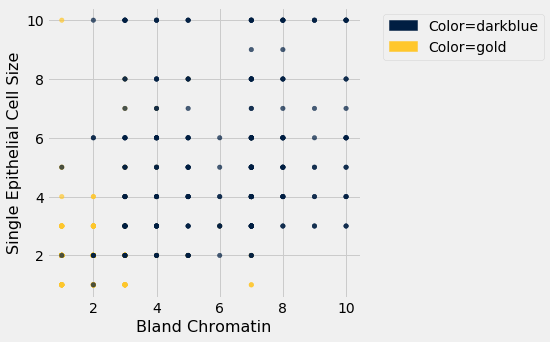 10
8
6
4
2
2 4 6 8 10
Single Epithelial Cell Size
Bland Chromatin
Color=darkblue
Color=gold